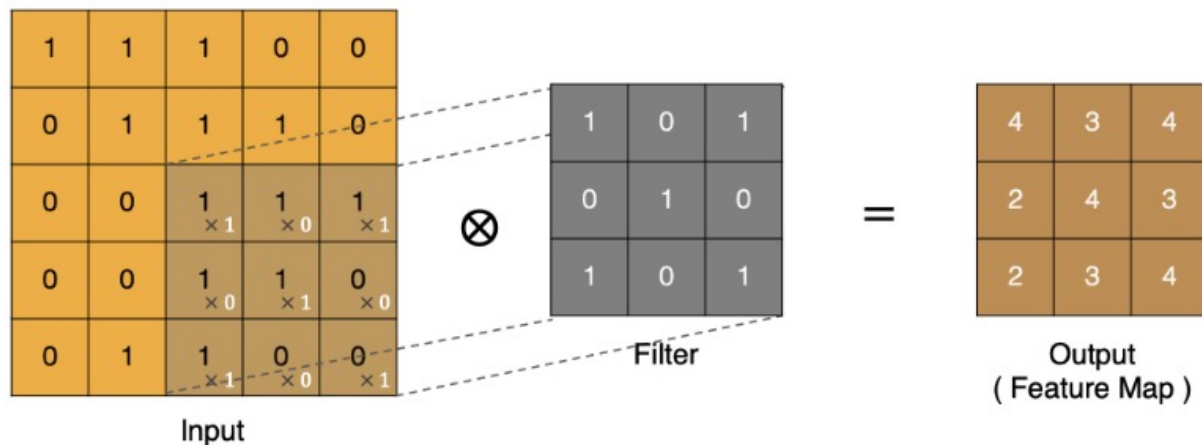 1 1 1 0 0
0 1 1 1 0
0 0 1 ×1 1 ×0 1 ×1
0 0 1 ×0 1 ×1 0 ×0
0 1 1 ×1 0 ×0 0 ×1
Input
⊗
1 0 1
0 1 0
1 0 1
Filter
=
4 3 4
2 4 3
2 3 4
Output
( Feature Map )